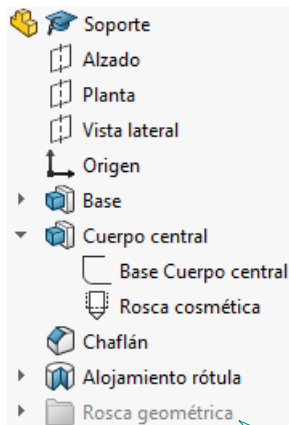 Soporte
Alzado
Planta
Vista lateral
Origen
Base
Cuerpo central
Base Cuerpo central
Rosca cosmética
Chaflán
Alojamiento rótula
Rosca geométrica